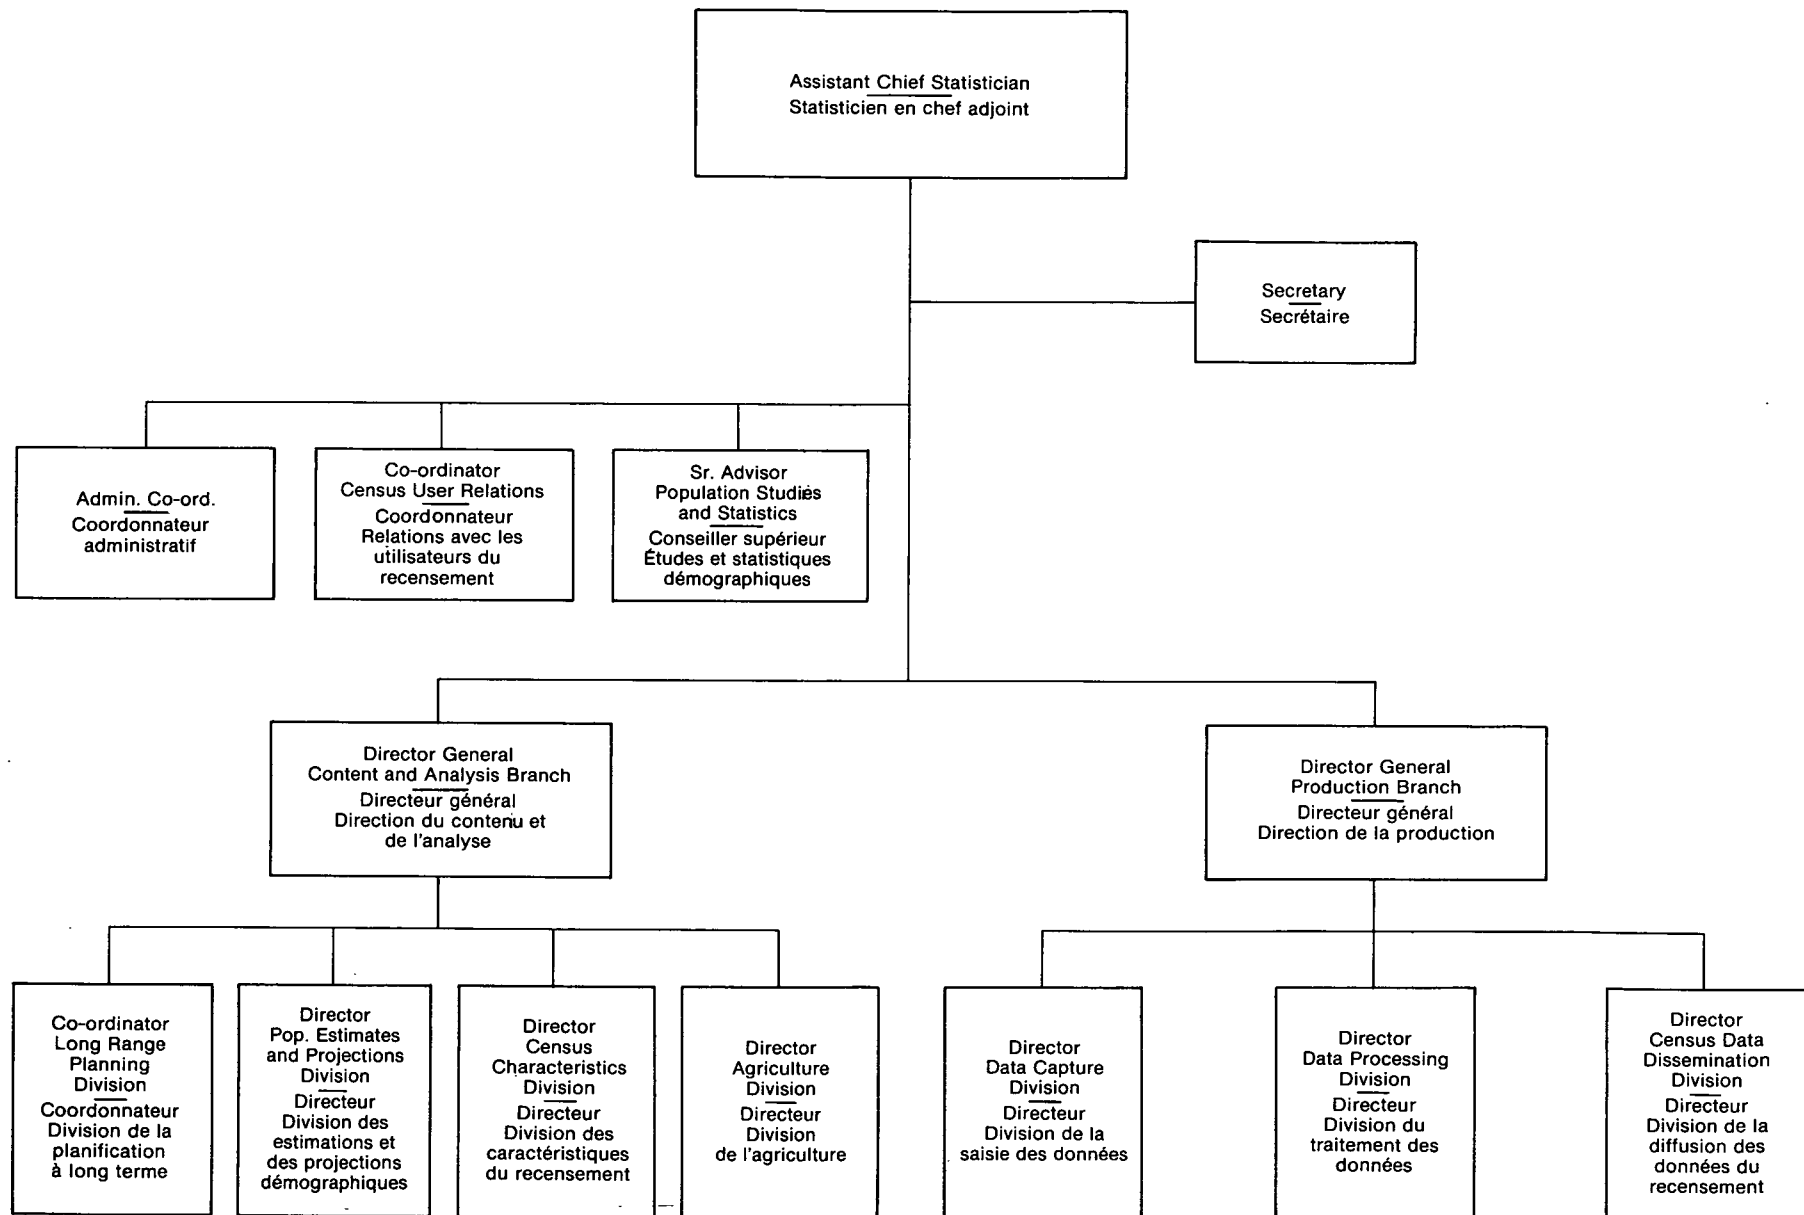 Assistant Chief Statistician
Statisticien en chef adjoint
Secretary
Secrétaire
Admin. Co-ord.
Coordonnateur
administratif
Co-ordinator
Census User Relations
Coordonnateur
Relations avec les
utilisateurs du
recensement
Sr. Advisor
Population Studies
and Statistics
Conseiller supérieur
Études et statistiques
démographiques
Director General
Content and Analysis Branch
Directeur général
Direction du contenu et
de l'analyse
Director General
Production Branch
Directeur général
Direction de la production
Co-ordinator
Long Range
Planning
Division
Coordonnateur
Division de la
planification
à long terme
Director
Pop. Estimates
and Projections
Division
Directeur
Division des
estimations et
des projections
démographiques
Director
Census
Characteristics
Division
Directeur
Division des
caractéristiques
du recensement
Director
Agriculture
Division
Directeur
Division
de l'agriculture
Director
Data Capture
Division
Directeur
Division de la
saisie des données
Director
Data Processing
Division
Directeur
Division du
traitement des
données
Director
Census Data
Dissemination
Division
Directeur
Division de la
diffusion des
données du
recensement